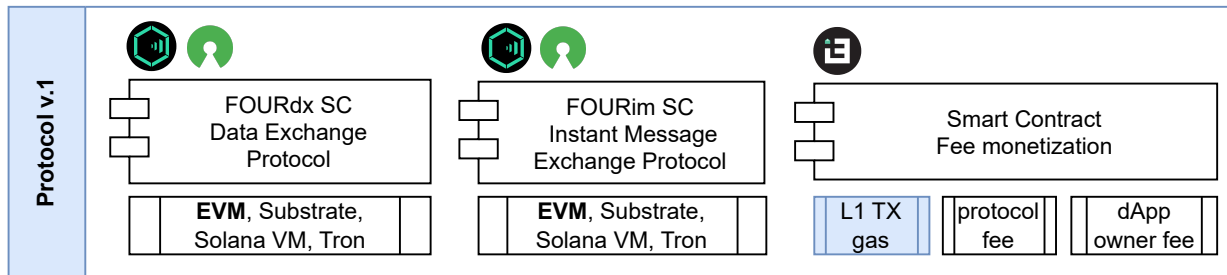 Protocol v.1
FOURdx SC
Data Exchange
Protocol
EVM, Substrate,
Solana VM, Tron
FOURim SC
Instant Message
Exchange Protocol
EVM, Substrate,
Solana VM, Tron
Smart Contract
Fee monetization
L1 TX
gas
protocol
fee
dApp
owner fee